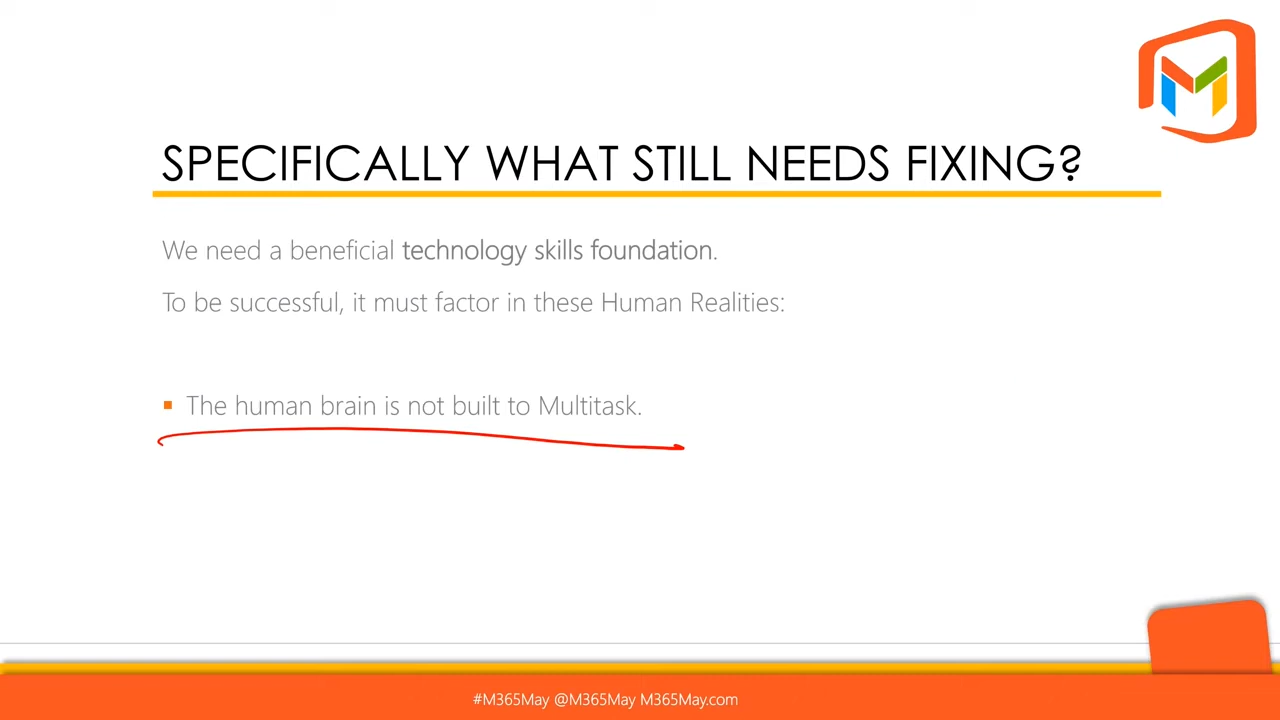 SPECIFICALLY WHAT STILL NEEDS FIXING?
We need a beneficial technology skills foundation.
To be successful, it must factor in these Human Realities:
▪ The human brain is not built to Multitask.
#M365May @M365May M365May.com